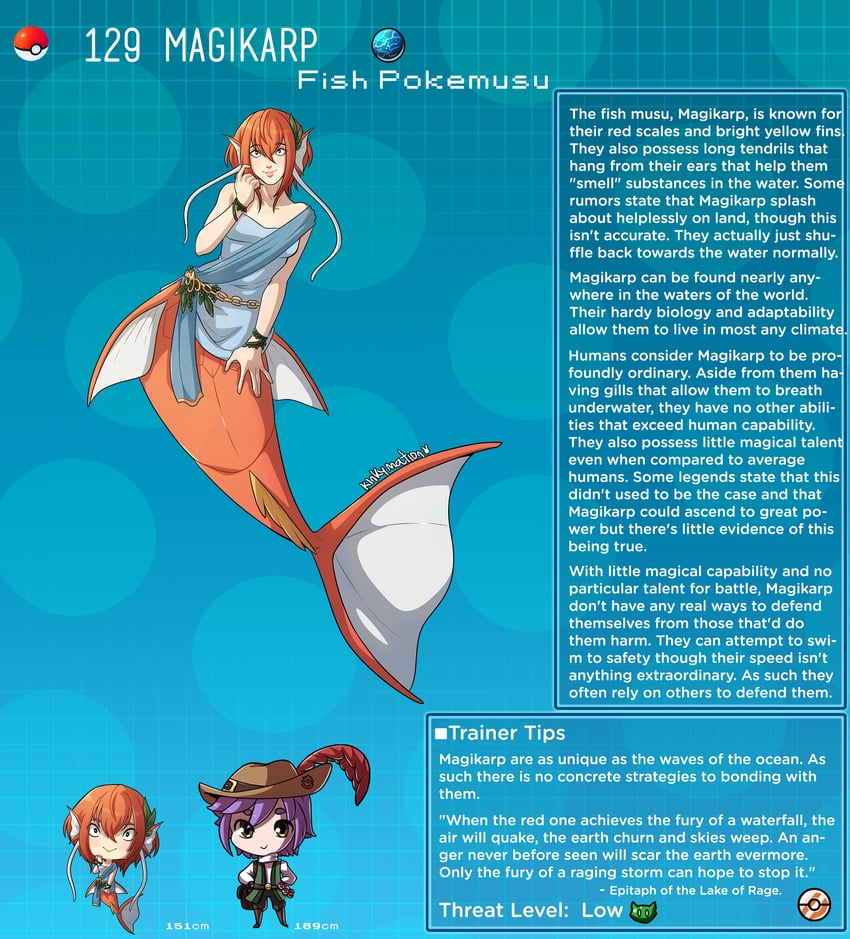 129 MAGIKARP
Fish Pokemusu
The fish musu, Magikarp, is known for
their red scales and bright yellow fins.
They also possess long tendrils that
hang from their ears that help them
"smell" substances in the water. Some
rumors state that Magikarp splash
about helplessly on land, though this
isn't accurate. They actually just shu-
ffle back towards the water normally.
Magikarp can be found nearly any-
where in the waters of the world.
Their hardy biology and adaptability
allow them to live in most any climate.
Humans consider Magikarp to be pro-
foundly ordinary. Aside from them ha-
ving gills that allow them to breath
underwater, they have no other abili-
ties that exceed human capability.
They also possess little magical talent
even when compared to average
humans. Some legends state that this
didn't used to be the case and that
Magikarp could ascend to great po-
wer but there's little evidence of this
being true.
With little magical capability and no
particular talent for battle, Magikarp
don't have any real ways to defend
themselves from those that'd do
them harm. They can attempt to swi-
m to safety though their speed isn't
anything extraordinary. As such they
often rely on others to defend them.
kinkymation
■Trainer Tips
Magikarp are as unique as the waves of the ocean. As
such there is no concrete strategies to bonding with
them.
"When the red one achieves the fury of a waterfall, the
air will quake, the earth churn and skies weep. An an-
ger never before seen will scar the earth evermore.
Only the fury of a raging storm can hope to stop it."
- Epitaph of the Lake of Rage.
Threat Level: Low
151cm
189cm